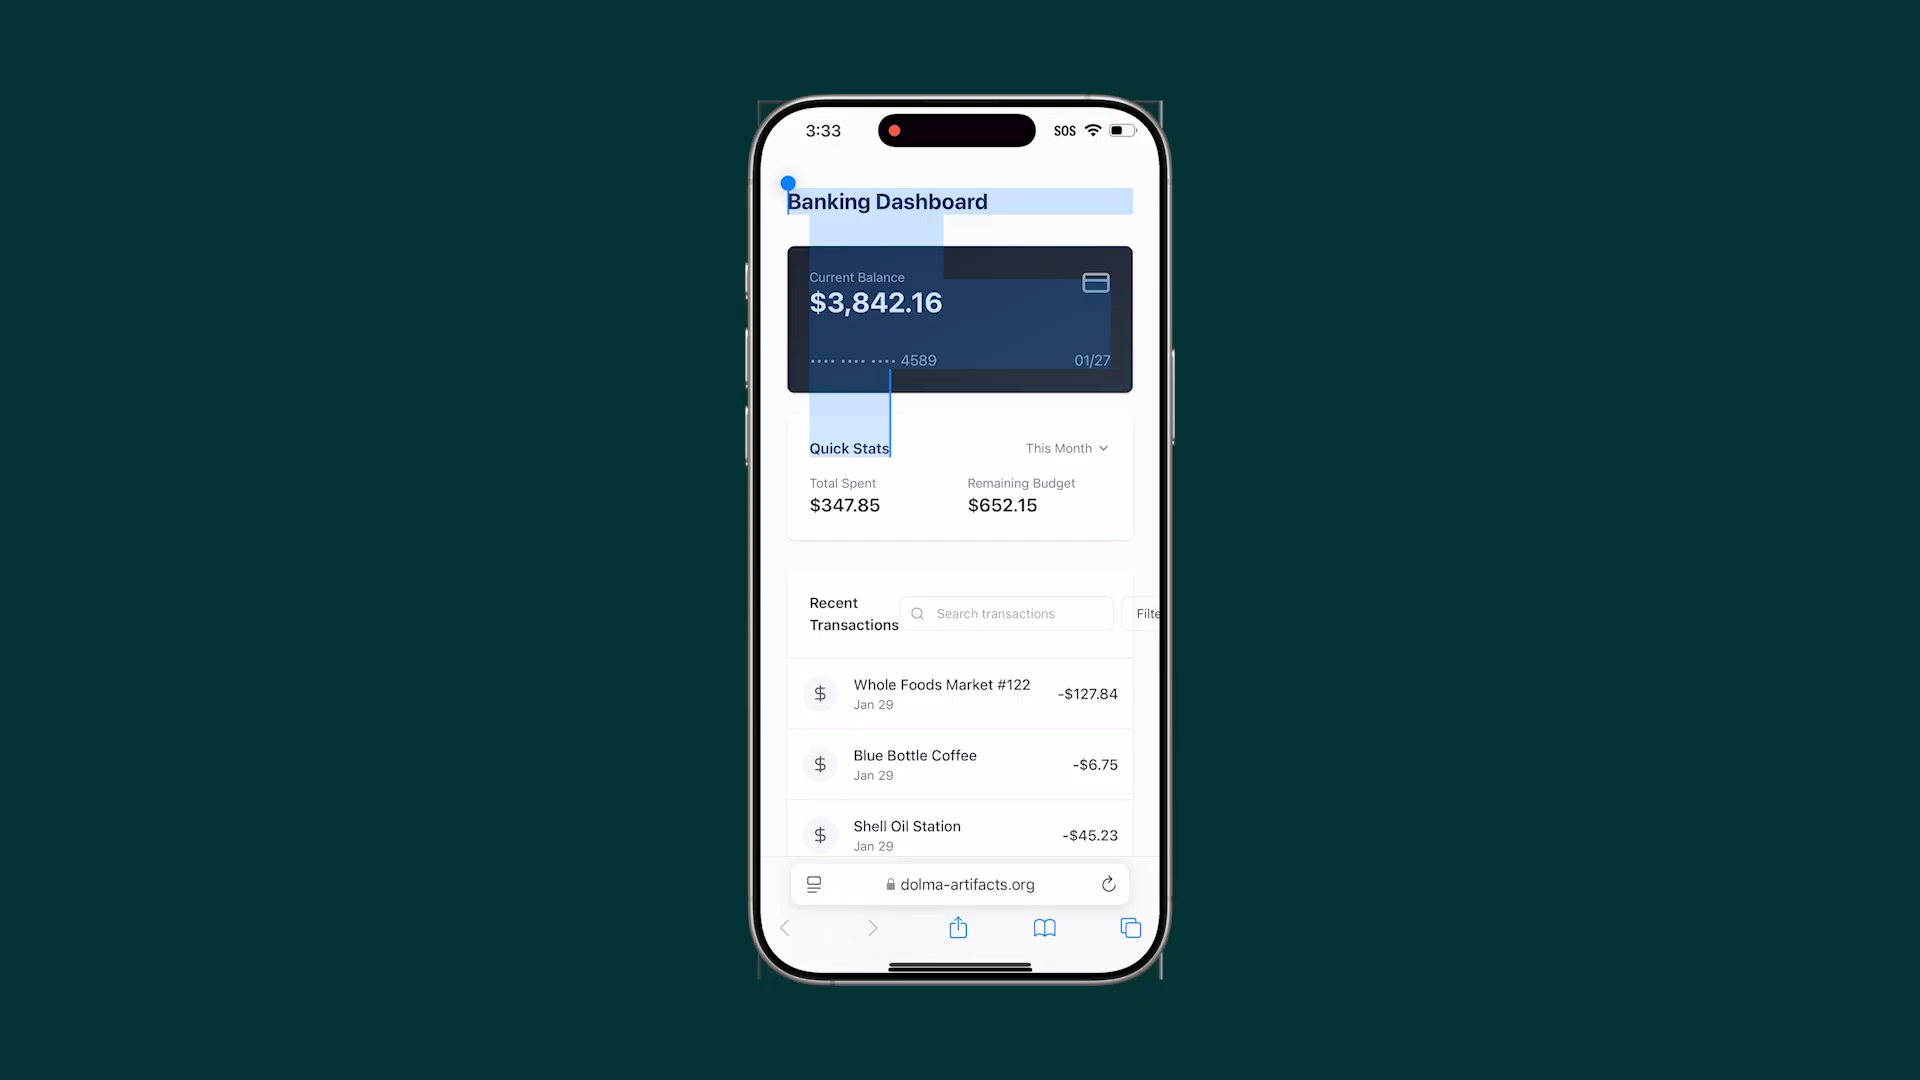 3:33
SOS
Banking Dashboard
Current Balance
$3,842.16
•••• •••• •••• 4589
01/27
Quick Stats
This Month
Total Spent
Remaining Budget
$347.85
$652.15
Recent
Transactions
Search transactions
Filte
$
Whole Foods Market #122
-$127.84
Jan 29
$
Blue Bottle Coffee
-$6.75
Jan 29
$
Shell Oil Station
-$45.23
Jan 29
dolma-artifacts.org